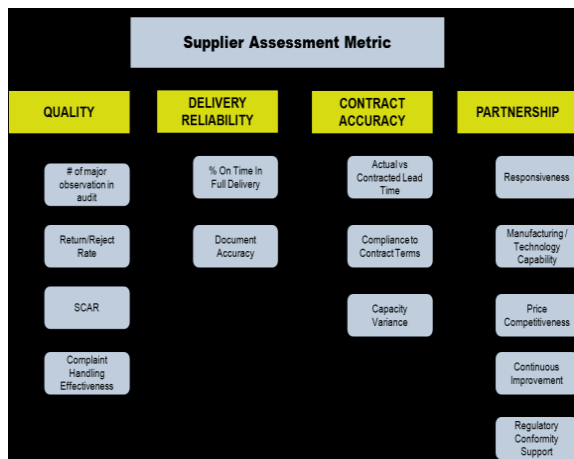 Supplier Assessment Metric
QUALITY
# of major
observation in
audit
Return/Reject
Rate
SCAR
Complaint
Handling
Effectiveness
DELIVERY
RELIABILITY
% On Time In
Full Delivery
Document
Accuracy
CONTRACT
ACCURACY
Actual vs
Contracted Lead
Time
Compliance to
Contract Terms
Capacity
Variance
PARTNERSHIP
Responsiveness
Manufacturing /
Technology
Capability
Price
Competitiveness
Continuous
Improvement
Regulatory
Conformity
Support